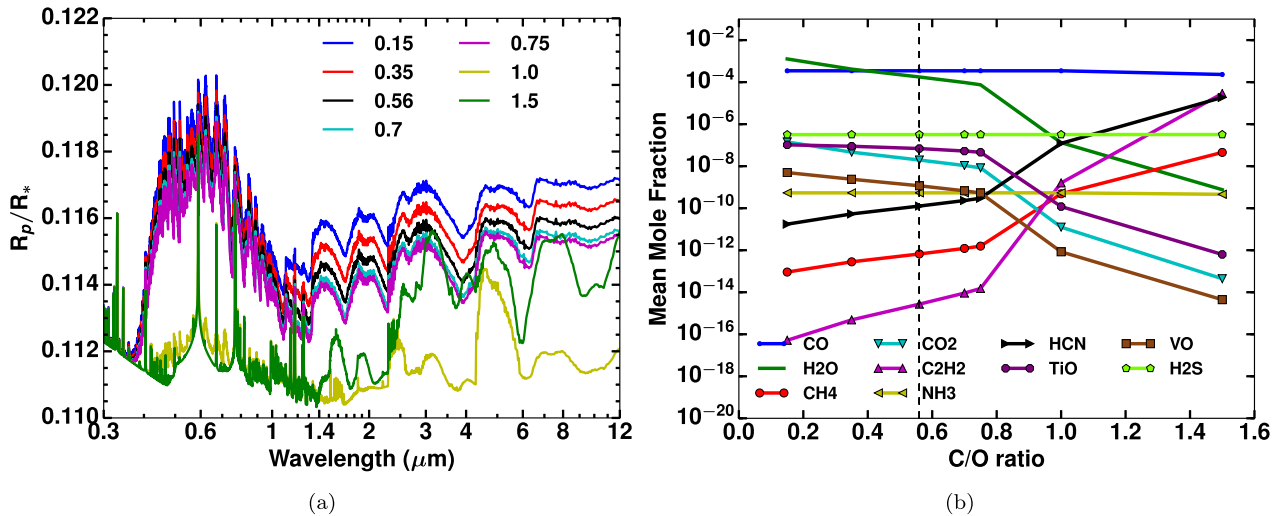 0.122
0.120
0.118
0.116
0.114
0.112
0.110
R_p/R_*
0.15
0.35
0.56
0.7
0.75
1.0
1.5
0.3
0.6
1
1.4
2
3
4
6
8
12
Wavelength (μm)
(a)
10^−2
10^−4
10^−6
10^−8
10^−10
10^−12
10^−14
10^−16
10^−18
10^−20
Mean Mole Fraction
CO
H2O
CH4
CO2
C2H2
NH3
HCN
TiO
VO
H2S
0.0
0.2
0.4
0.6
0.8
1.0
1.2
1.4
1.6
C/O ratio
(b)